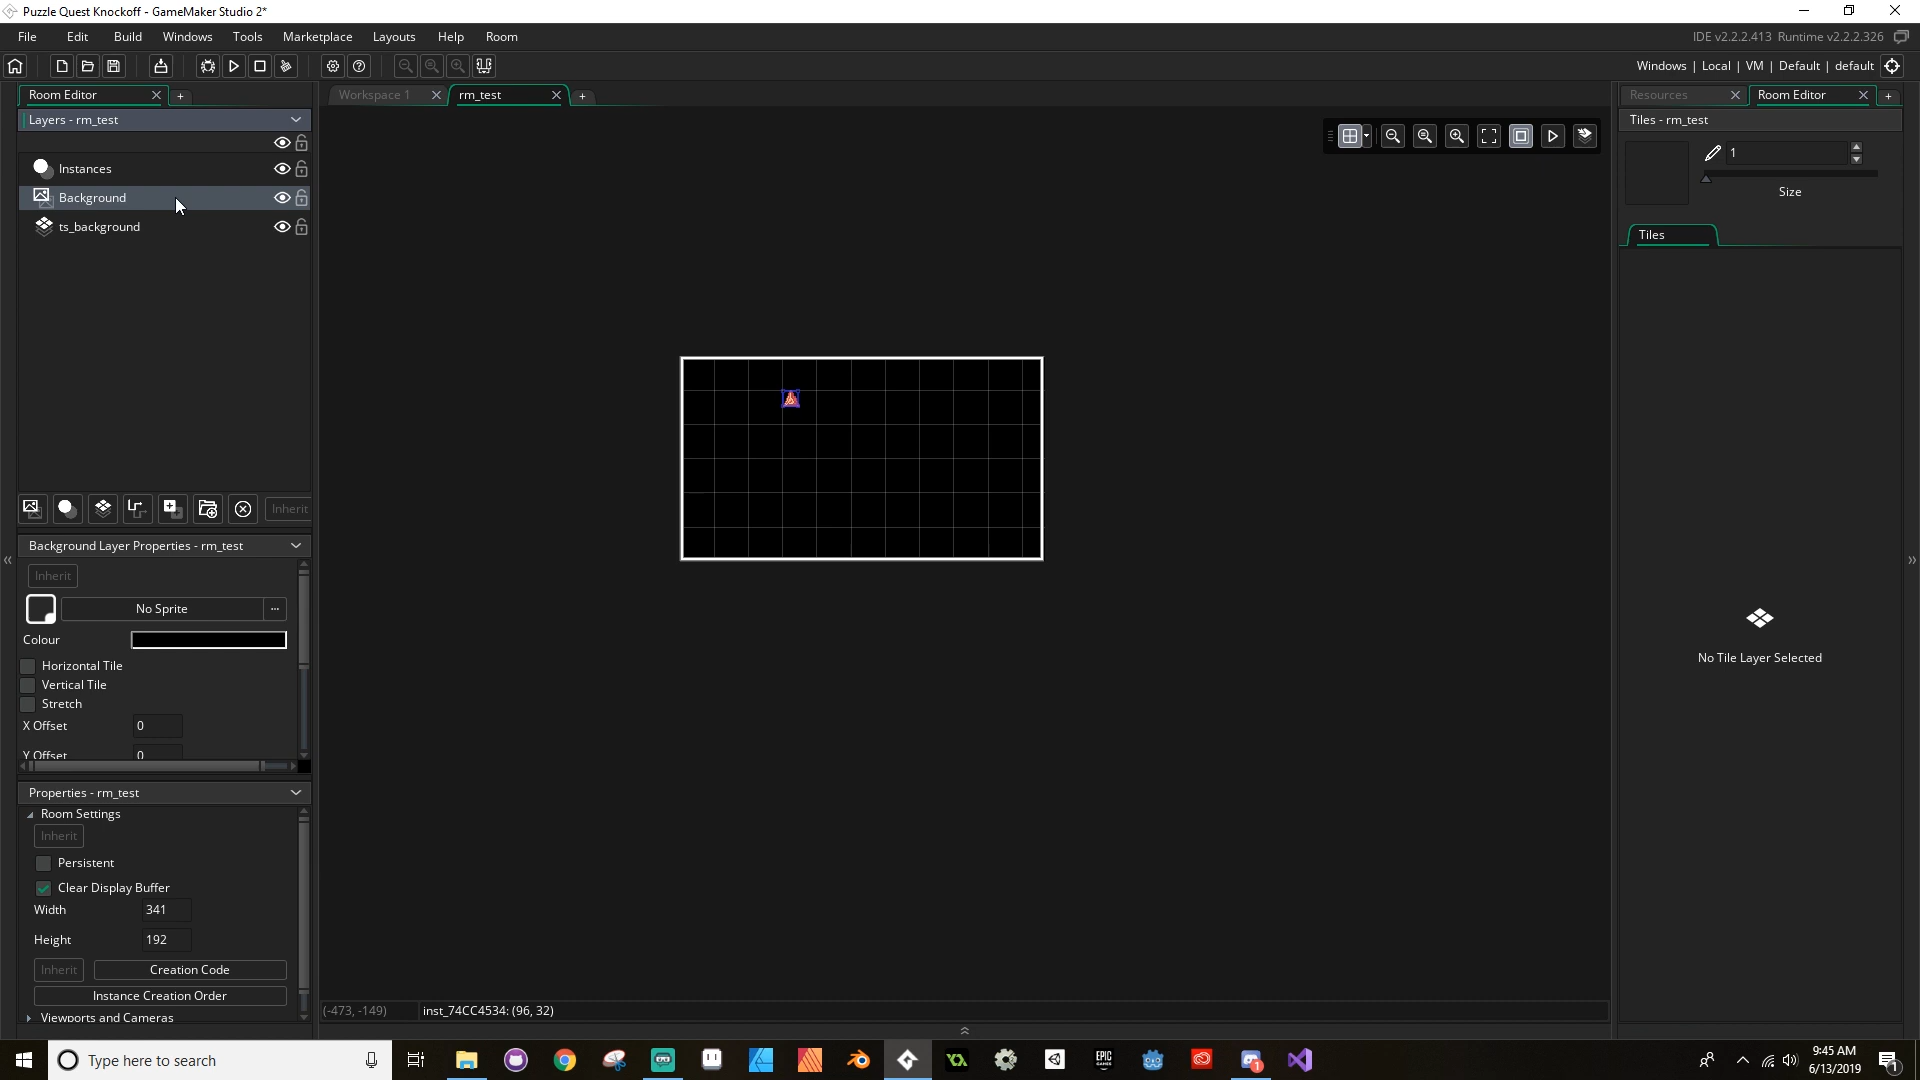 Puzzle Quest Knockoff - GameMaker Studio 2*
File Edit Build Windows Tools Marketplace Layouts Help Room
IDE v2.2.2.413 Runtime v2.2.2.326
Windows | Local | VM | Default | default
Room Editor
Workspace 1
rm_test
Resources
Room Editor
Layers - rm_test
Tiles - rm_test
Instances
1
Background
Size
ts_background
Tiles
Inherit
Background Layer Properties - rm_test
Inherit
No Sprite
...
Colour
Horizontal Tile
No Tile Layer Selected
Vertical Tile
Stretch
X Offset 0
Y Offset 0
Properties - rm_test
Room Settings
Inherit
Persistent
Clear Display Buffer
Width 341
Height 192
Inherit Creation Code
Instance Creation Order
(-473, -149) inst_74CC4534: (96, 32)
Viewports and Cameras
Type here to search
EPIC GAMES
1
9:45 AM
6/13/2019
1